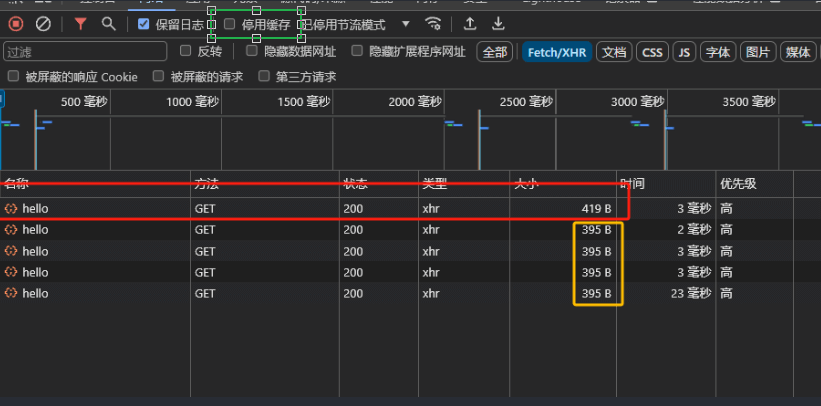 保留日志 停用缓存 已停用节流模式
过滤 反转 隐藏数据网址 隐藏扩展程序网址 全部 Fetch/XHR 文档 CSS JS 字体 图片 媒体
被屏蔽的响应 Cookie 被屏蔽的请求 第三方请求
500 毫秒 1000 毫秒 1500 毫秒 2000 毫秒 2500 毫秒 3000 毫秒 3500 毫秒
名称 方法 状态 类型 大小 时间 优先级
hello GET 200 xhr 419 B 3 毫秒 高
hello GET 200 xhr 395 B 2 毫秒 高
hello GET 200 xhr 395 B 3 毫秒 高
hello GET 200 xhr 395 B 3 毫秒 高
hello GET 200 xhr 395 B 23 毫秒 高